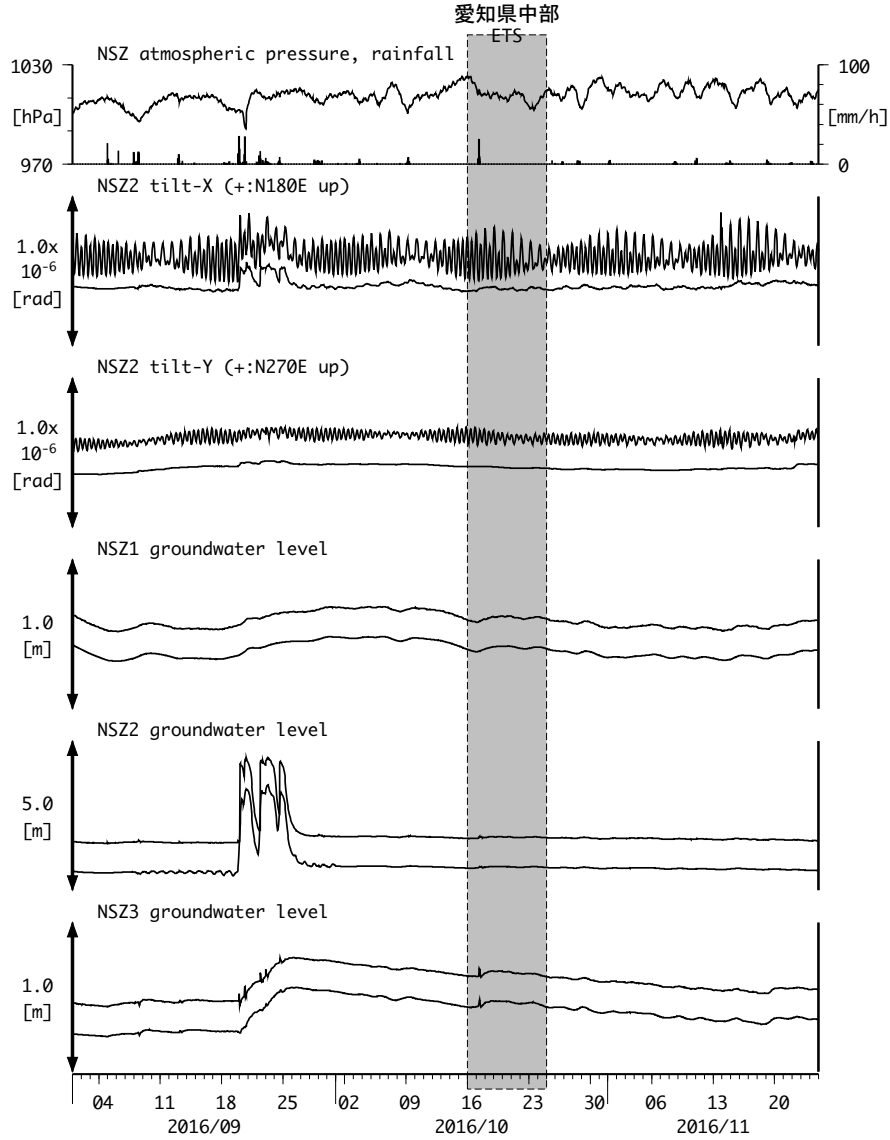 愛知県中部
ETS
NSZ atmospheric pressure, rainfall
1030
100
[hPa]
[mm/h]
970
0
NSZ2 tilt-X (+:N180E up)
1.0x
10-6
[rad]
NSZ2 tilt-Y (+:N270E up)
1.0x
10-6
[rad]
NSZ1 groundwater level
1.0
[m]
NSZ2 groundwater level
5.0
[m]
NSZ3 groundwater level
1.0
[m]
04 11 18 25 02 09 16 23 30 06 13 20
2016/09 2016/10 2016/11